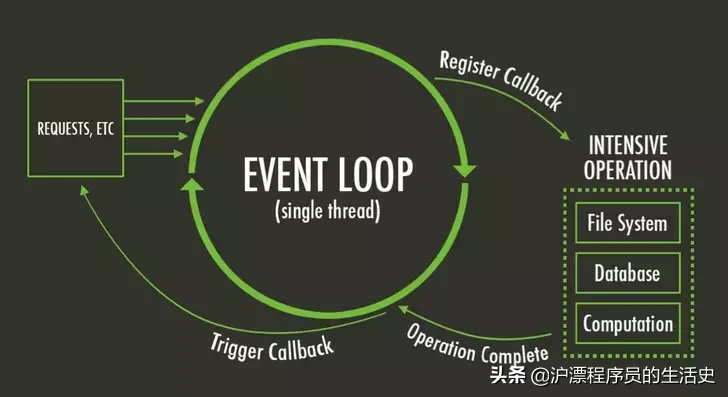 Register Callback
REQUESTS, ETC
INTENSIVE
OPERATION
EVENT LOOP
(single thread)
File System
Database
Computation
Trigger Callback
Operation Complete
头条 @沪漂程序员的生活史